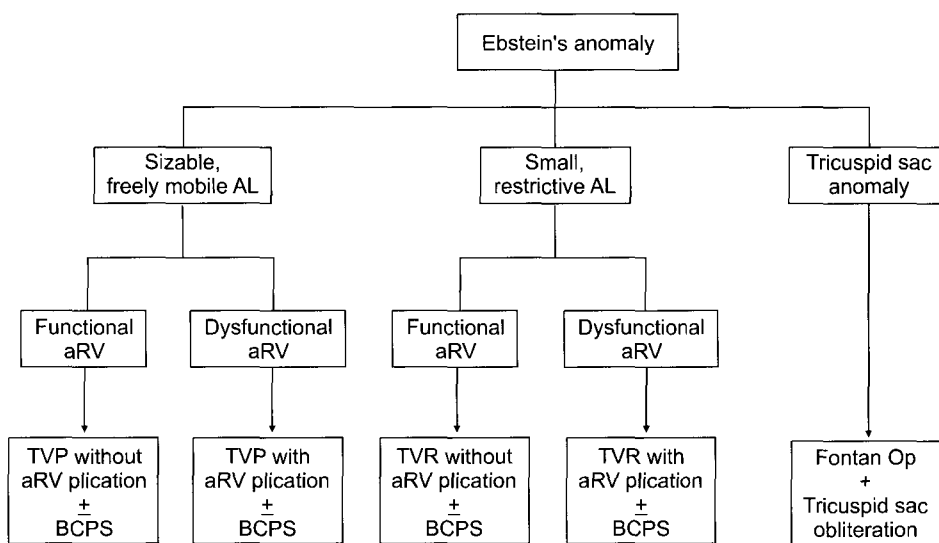 Ebstein's anomaly
Sizable,
freely mobile AL
Small,
restrictive AL
Tricuspid sac
anomaly
Functional
aRV
Dysfunctional
aRV
Functional
aRV
Dysfunctional
aRV
TVP without
aRV plication
±
BCPS
TVP with
aRV plication
±
BCPS
TVR without
aRV plication
±
BCPS
TVR with
aRV plication
±
BCPS
Fontan Op
+
Tricuspid sac
obliteration